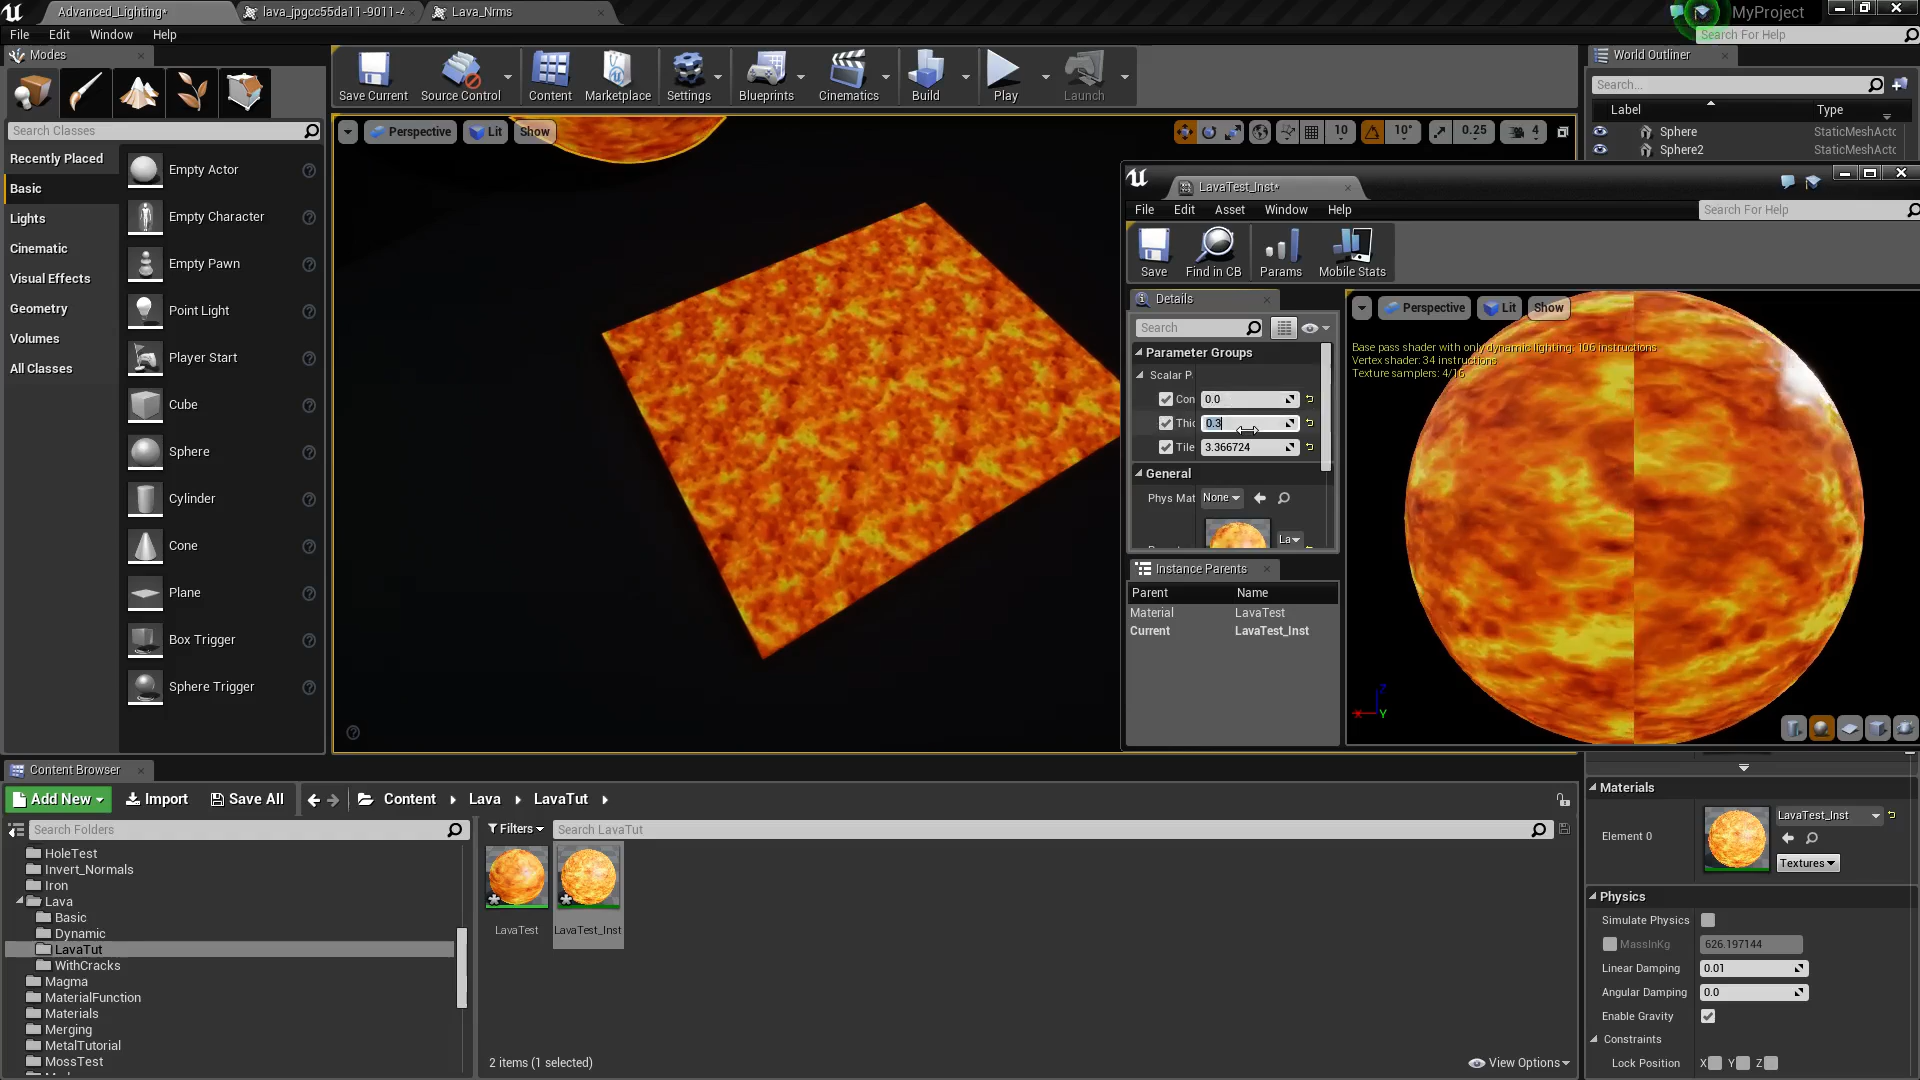 Advanced_Lighting*
lava_jpgcc55da11-9011-4
Lava_Nrms
MyProject
File Edit Window Help
Search For Help
Modes
Save Current
Source Control
Content
Marketplace
Settings
Blueprints
Cinematics
Build
Play
Launch
World Outliner
Search...
Label Type
Sphere StaticMeshActo
Sphere2 StaticMeshActo
Search Classes
Recently Placed
Basic
Lights
Cinematic
Visual Effects
Geometry
Volumes
All Classes
Empty Actor
Empty Character
Empty Pawn
Point Light
Player Start
Cube
Sphere
Cylinder
Cone
Plane
Box Trigger
Sphere Trigger
Perspective Lit Show
10 10° 0.25 4
LavaTest_Inst*
File Edit Asset Window Help
Search For Help
Save
Find in CB
Params
Mobile Stats
Details
Search
Parameter Groups
Scalar P
Con 0.0
Thic 0.3
Tile 3.366724
General
Phys Mat None
La
Instance Parents
Parent Name
Material LavaTest
Current LavaTest_Inst
Perspective Lit Show
Base pass shader with only dynamic lighting: 106 instructions
Vertex shader: 34 instructions
Texture samplers: 4/16
X Z Y
Content Browser
Add New Import Save All Content Lava LavaTut
Search Folders
Filters Search LavaTut
HoleTest
Invert_Normals
Iron
Lava
Basic
Dynamic
LavaTut
WithCracks
Magma
MaterialFunction
Materials
Merging
MetalTutorial
MossTest
LavaTest
LavaTest_Inst
2 items (1 selected)
View Options
Materials
Element 0
LavaTest_Inst
Textures
Physics
Simulate Physics
MassInKg 626.197144
Linear Damping 0.01
Angular Damping 0.0
Enable Gravity
Constraints
Lock Position X Y Z